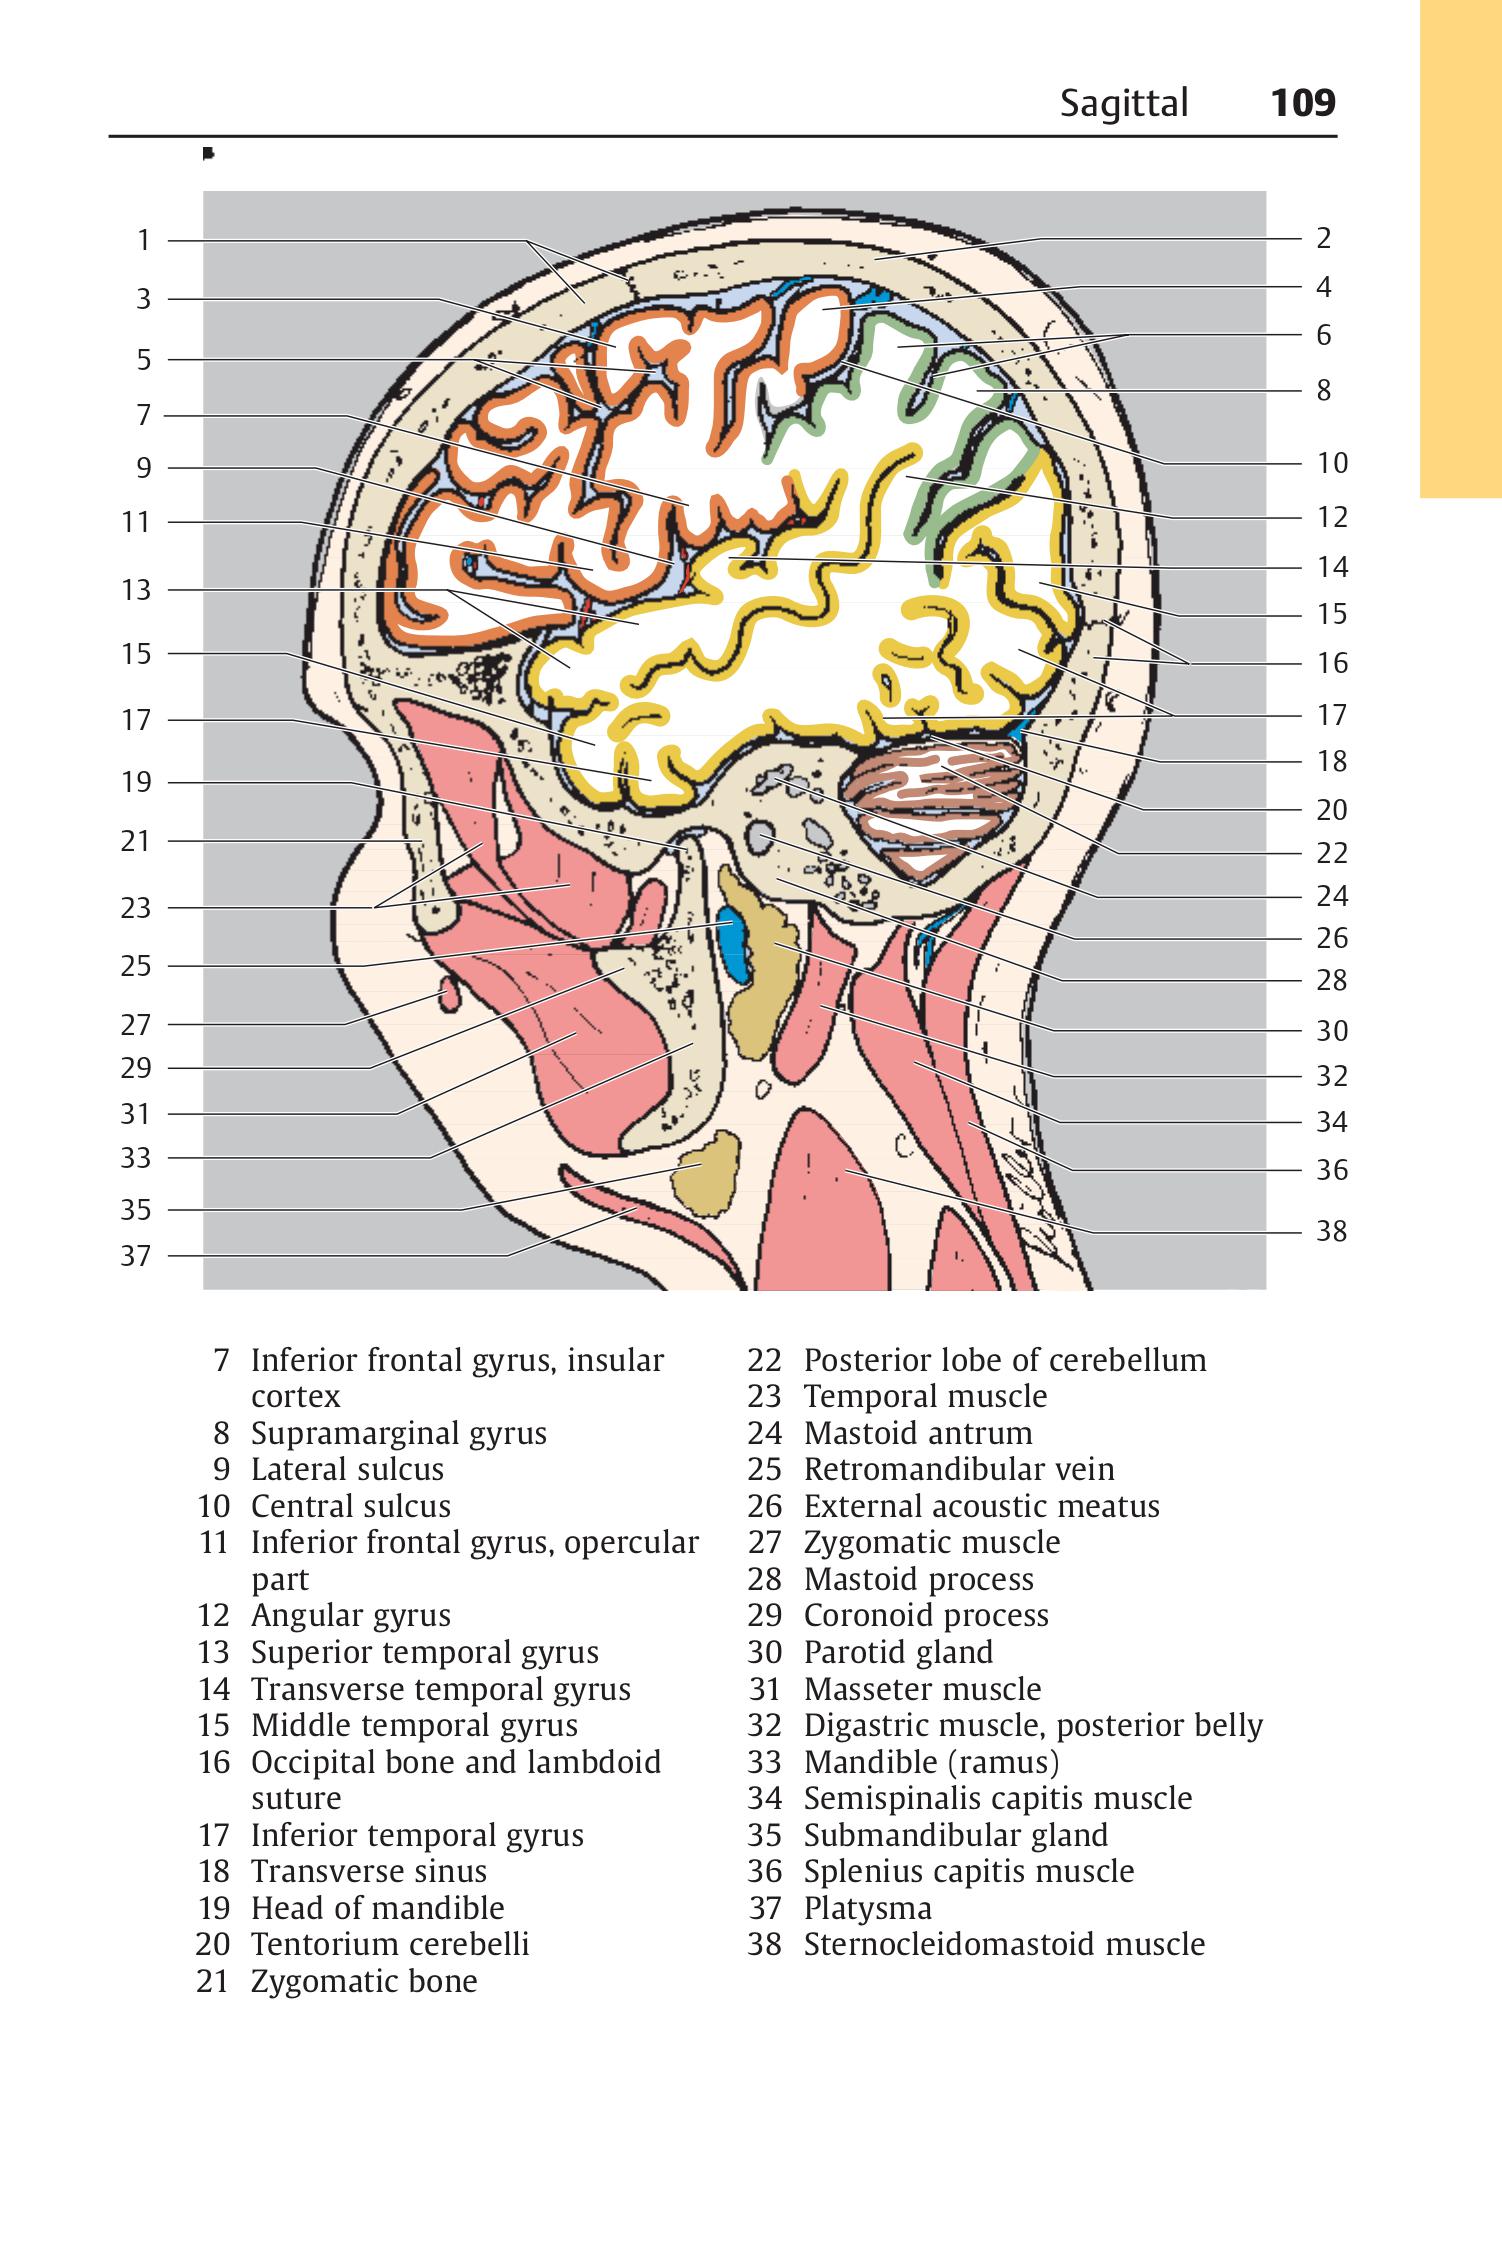 Sagittal 109
1
3
5
7
9
11
13
15
17
19
21
23
25
27
29
31
33
35
37
2
4
6
8
10
12
14
15
16
17
18
20
22
24
26
28
30
32
34
36
38
7 Inferior frontal gyrus, insular
cortex
8 Supramarginal gyrus
9 Lateral sulcus
10 Central sulcus
11 Inferior frontal gyrus, opercular
part
12 Angular gyrus
13 Superior temporal gyrus
14 Transverse temporal gyrus
15 Middle temporal gyrus
16 Occipital bone and lambdoid
suture
17 Inferior temporal gyrus
18 Transverse sinus
19 Head of mandible
20 Tentorium cerebelli
21 Zygomatic bone
22 Posterior lobe of cerebellum
23 Temporal muscle
24 Mastoid antrum
25 Retromandibular vein
26 External acoustic meatus
27 Zygomatic muscle
28 Mastoid process
29 Coronoid process
30 Parotid gland
31 Masseter muscle
32 Digastric muscle, posterior belly
33 Mandible (ramus)
34 Semispinalis capitis muscle
35 Submandibular gland
36 Splenius capitis muscle
37 Platysma
38 Sternocleidomastoid muscle